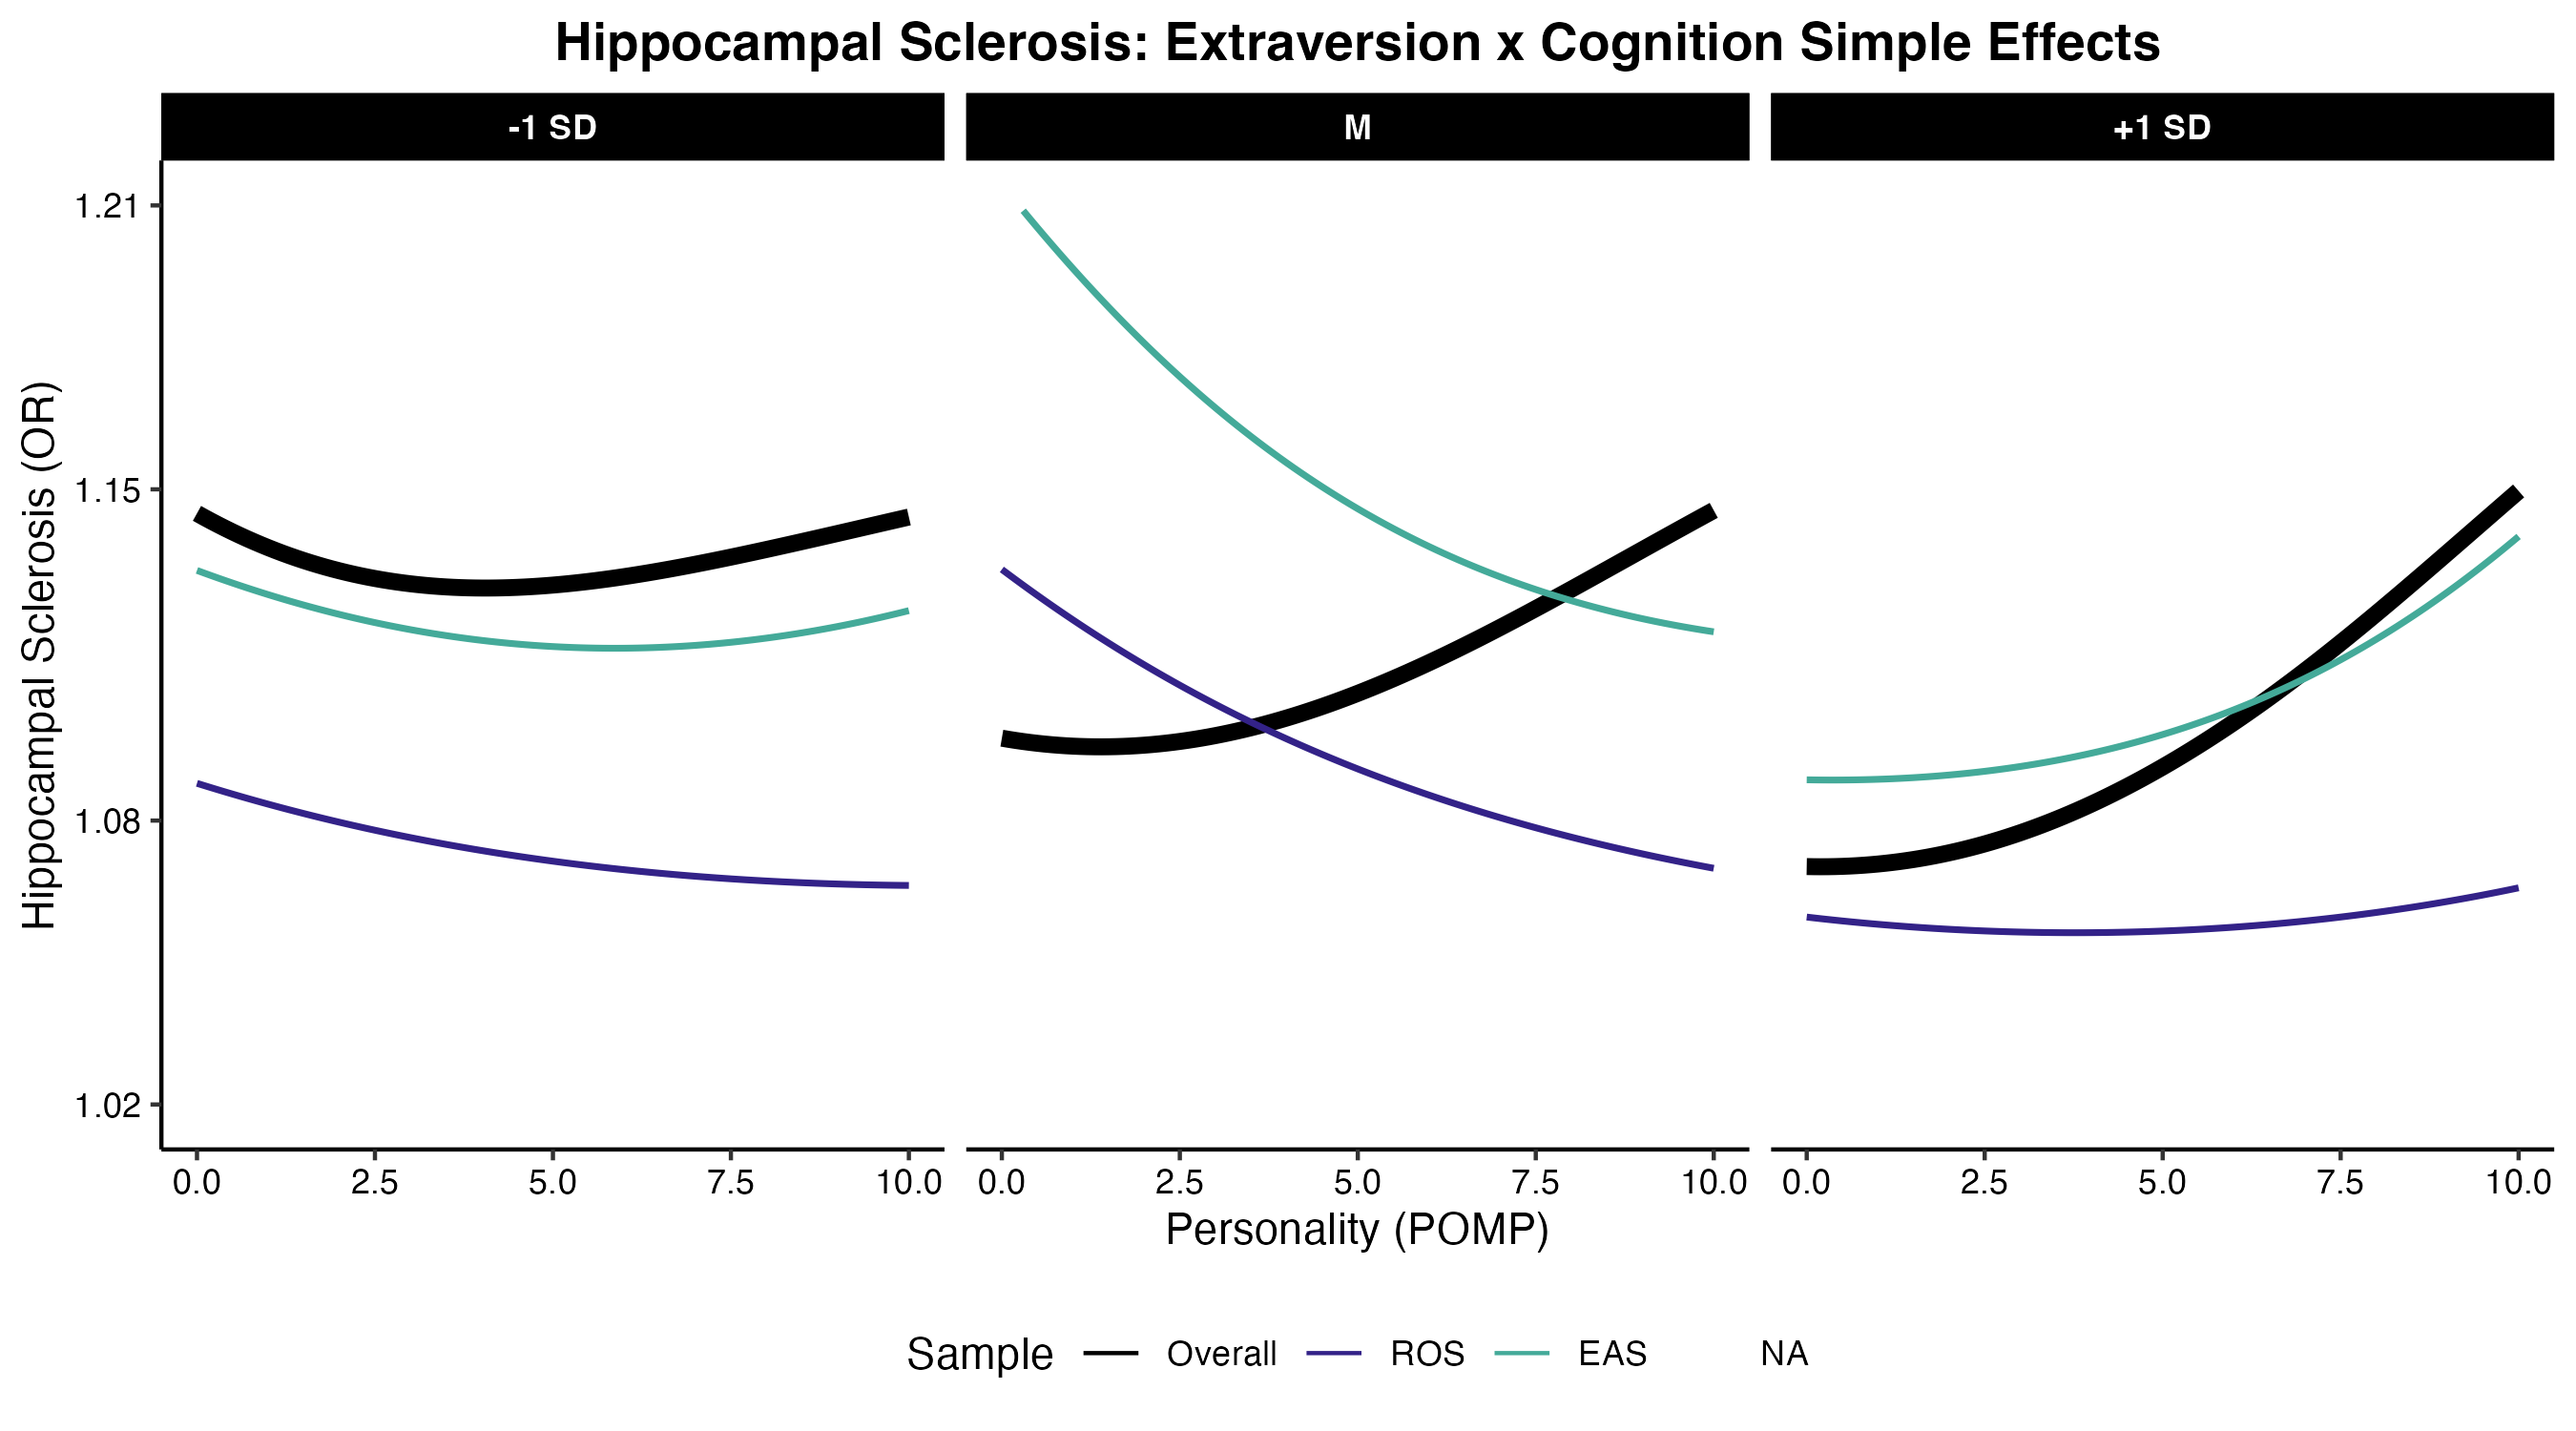 Hippocampal Sclerosis: Extraversion x Cognition Simple Effects
-1 SD
M
+1 SD
Hippocampal Sclerosis (OR)
1.21
1.15
1.08
1.02
0.0 2.5 5.0 7.5 10.0
0.0 2.5 5.0 7.5 10.0
0.0 2.5 5.0 7.5 10.0
Personality (POMP)
Sample Overall ROS EAS NA